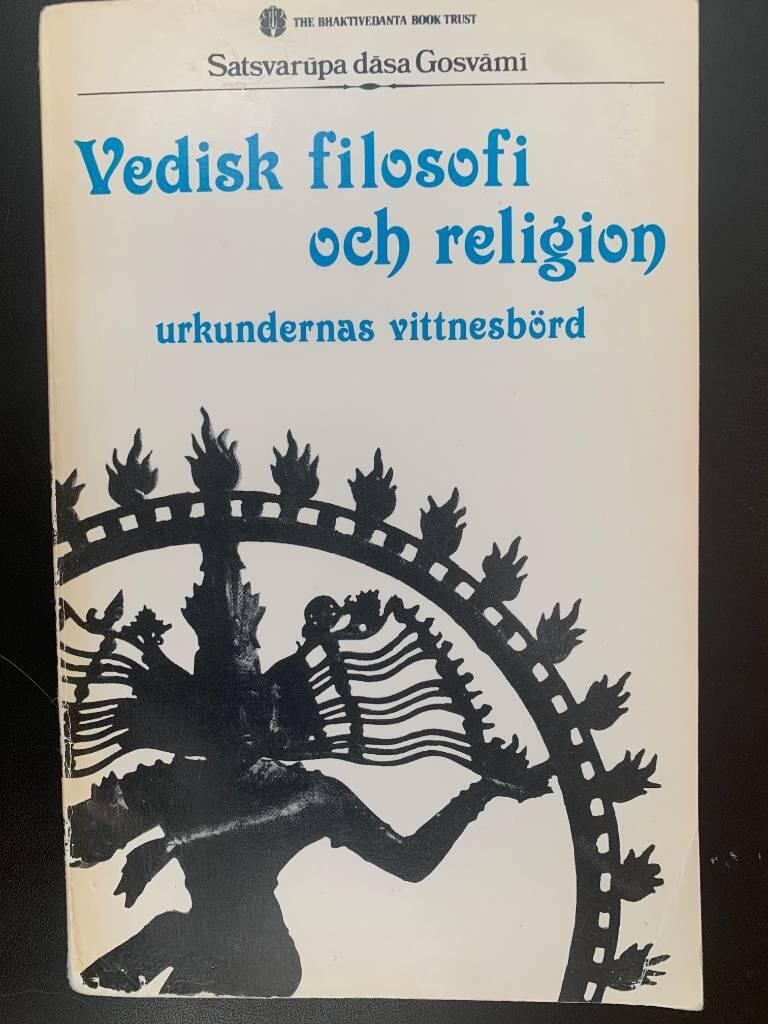 THE BHAKTIVEDANTA BOOK TRUST
Satsvarūpa dāsa Gosvāmī
Vedisk filosofi
och religion
urkundernas vittnesbörd